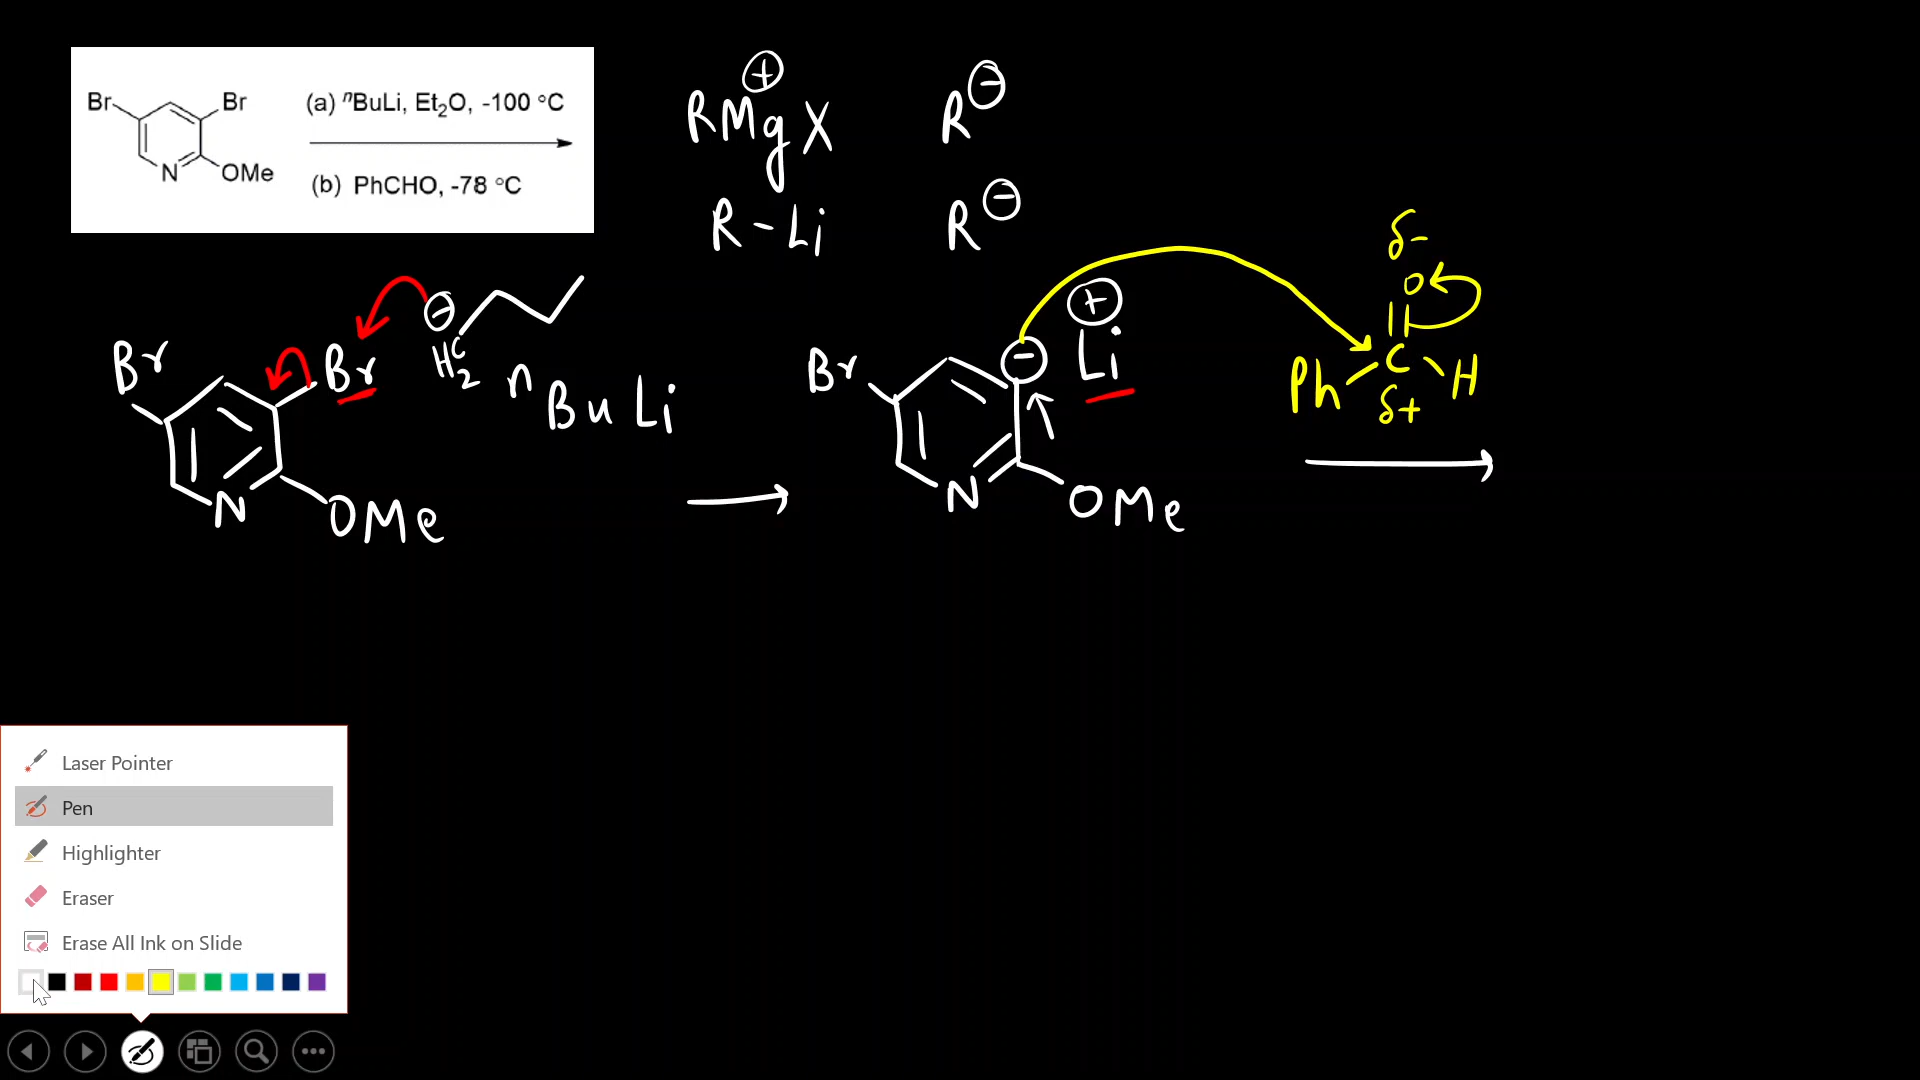 Br Br (a) ⁿBuLi, Et₂O, -100 °C
N OMe (b) PhCHO, -78 °C
RMgX ⊕ R ⊖
R-Li R ⊖
Br Br ⊖ H₂C ⁿBuLi
N OMe
Br ⊖ Li ⊕
N OMe
δ-
O
Ph C H
δ+
Laser Pointer
Pen
Highlighter
Eraser
Erase All Ink on Slide